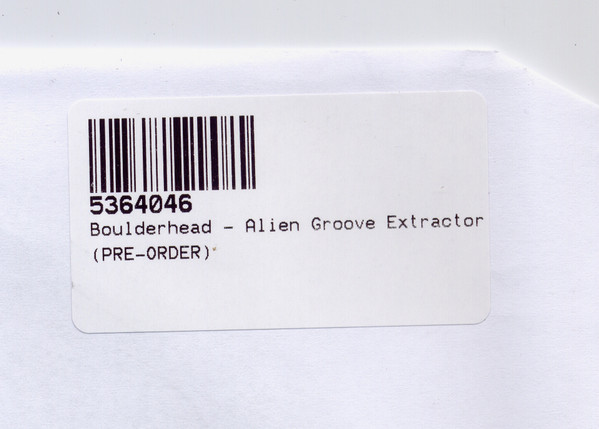 5364046
Boulderhead - Alien Groove Extractor
(PRE-ORDER)